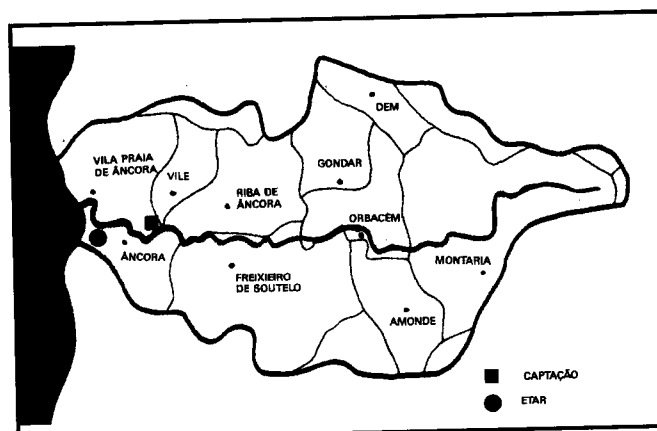 DEM
VILA PRAIA
DE ÂNCORA
VILE
GONDAR
RIBA DE
ÂNCORA
ORBACÉM
ÂNCORA
FREIXIEIRO
DE SOUTELO
MONTARIA
AMONDE
CAPTAÇÃO
ETAR